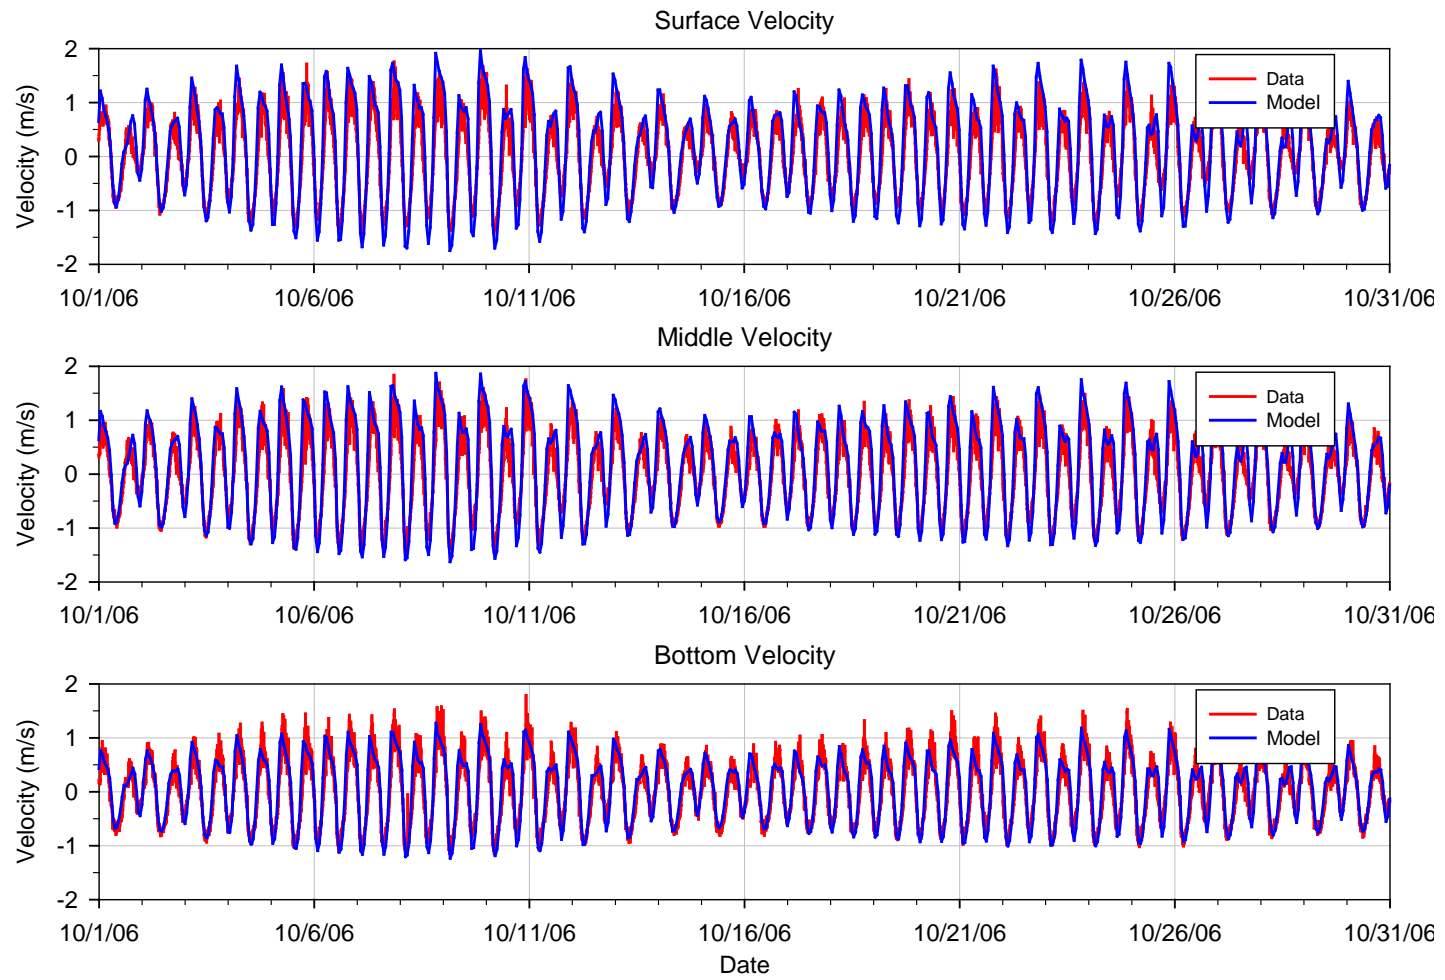 Surface Velocity
2
1
0
-1
-2
Velocity (m/s)
Data
Model
10/1/06 10/6/06 10/11/06 10/16/06 10/21/06 10/26/06 10/31/06
Middle Velocity
2
1
0
-1
-2
Velocity (m/s)
Data
Model
10/1/06 10/6/06 10/11/06 10/16/06 10/21/06 10/26/06 10/31/06
Bottom Velocity
2
1
0
-1
-2
Velocity (m/s)
Data
Model
10/1/06 10/6/06 10/11/06 10/16/06 10/21/06 10/26/06 10/31/06
Date